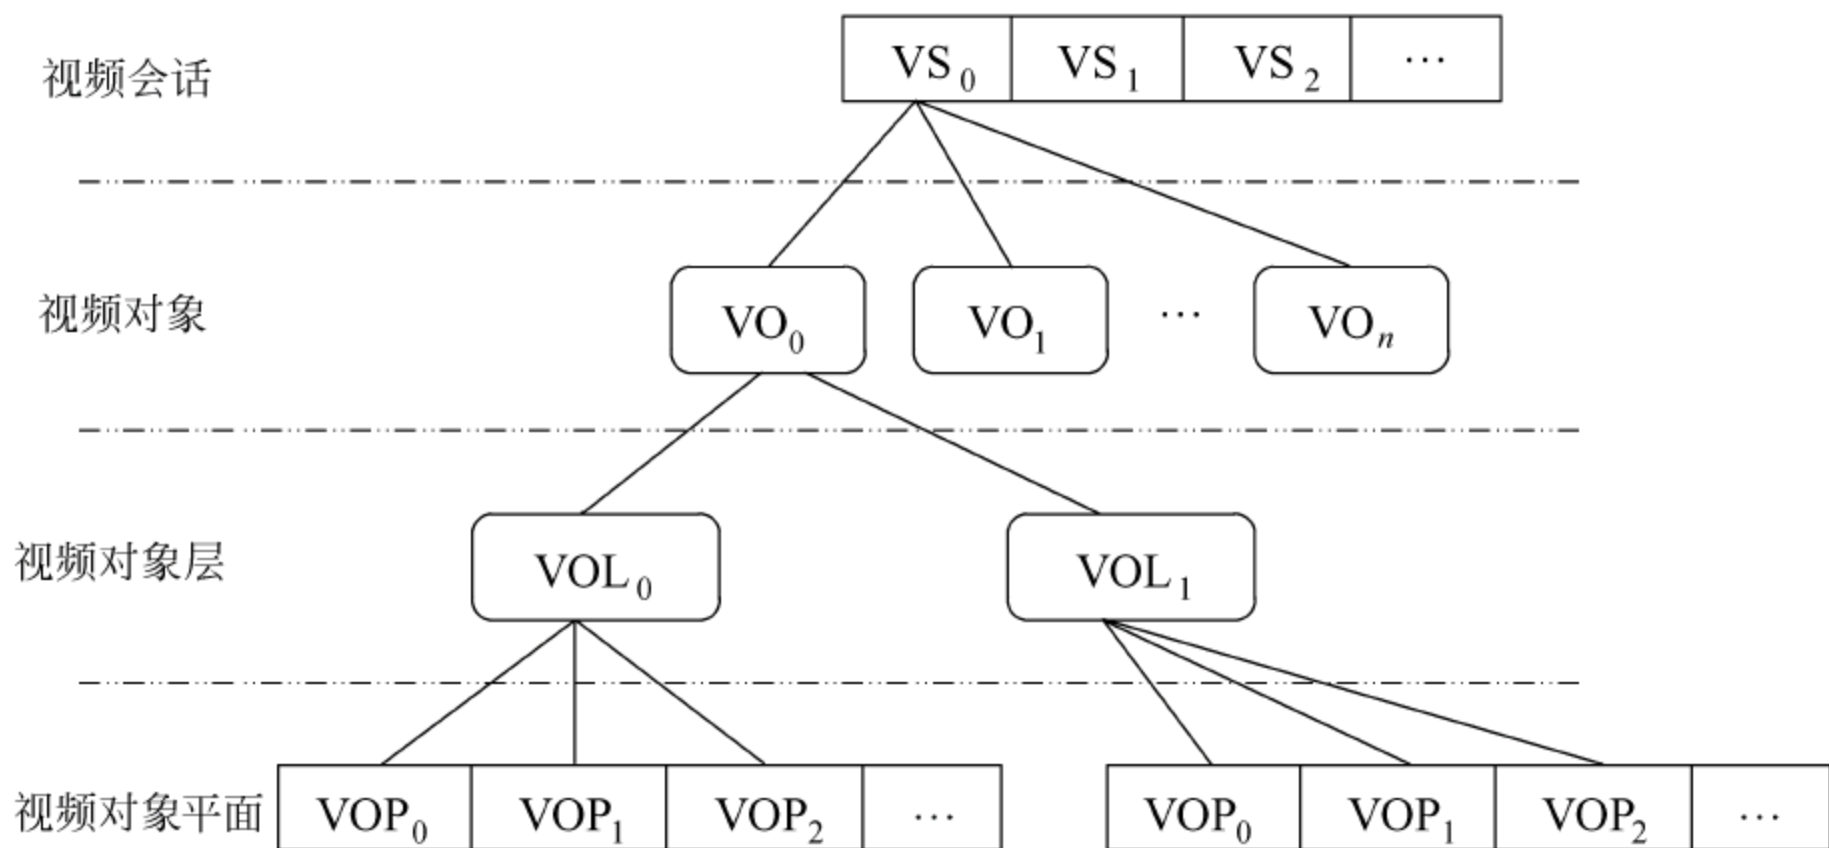 视频会话 VS0 VS1 VS2 …
视频对象 VO0 VO1 … VOn
视频对象层 VOL0 VOL1
视频对象平面 VOP0 VOP1 VOP2 … VOP0 VOP1 VOP2 …